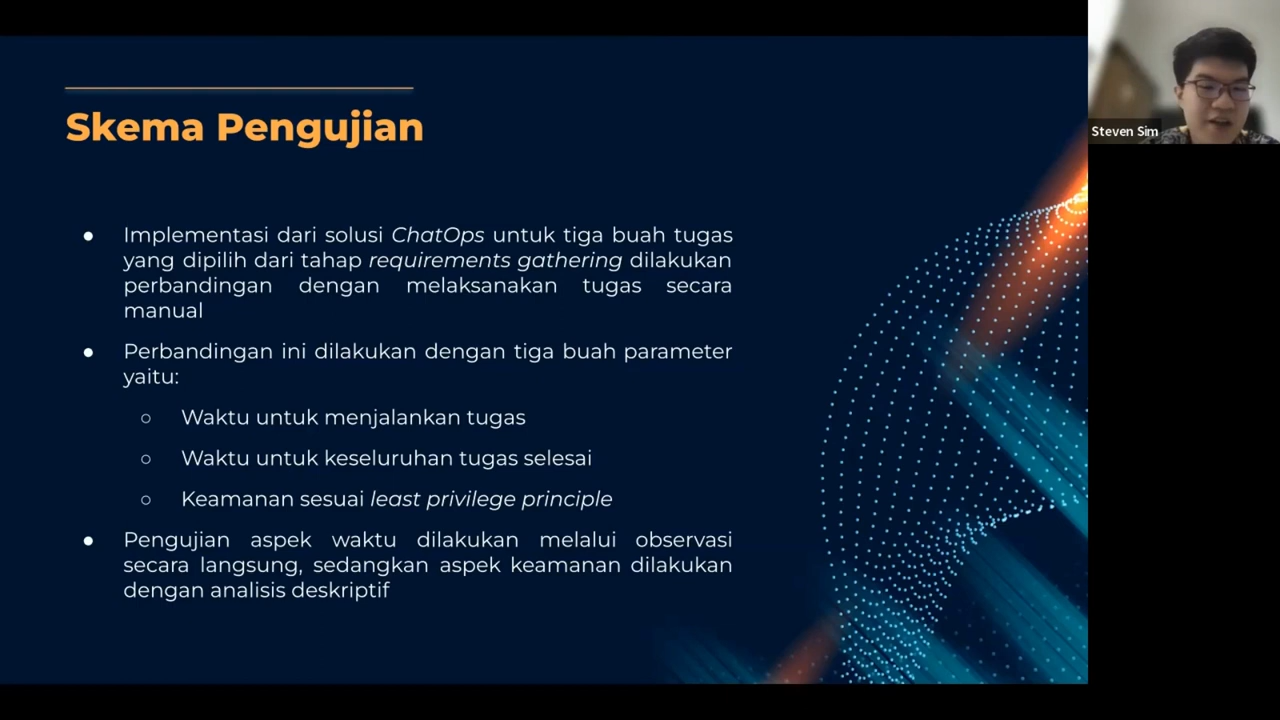 Skema Pengujian
● Implementasi dari solusi ChatOps untuk tiga buah tugas
yang dipilih dari tahap requirements gathering dilakukan
perbandingan dengan melaksanakan tugas secara
manual
● Perbandingan ini dilakukan dengan tiga buah parameter
yaitu:
○ Waktu untuk menjalankan tugas
○ Waktu untuk keseluruhan tugas selesai
○ Keamanan sesuai least privilege principle
● Pengujian aspek waktu dilakukan melalui observasi
secara langsung, sedangkan aspek keamanan dilakukan
dengan analisis deskriptif
Steven Sim